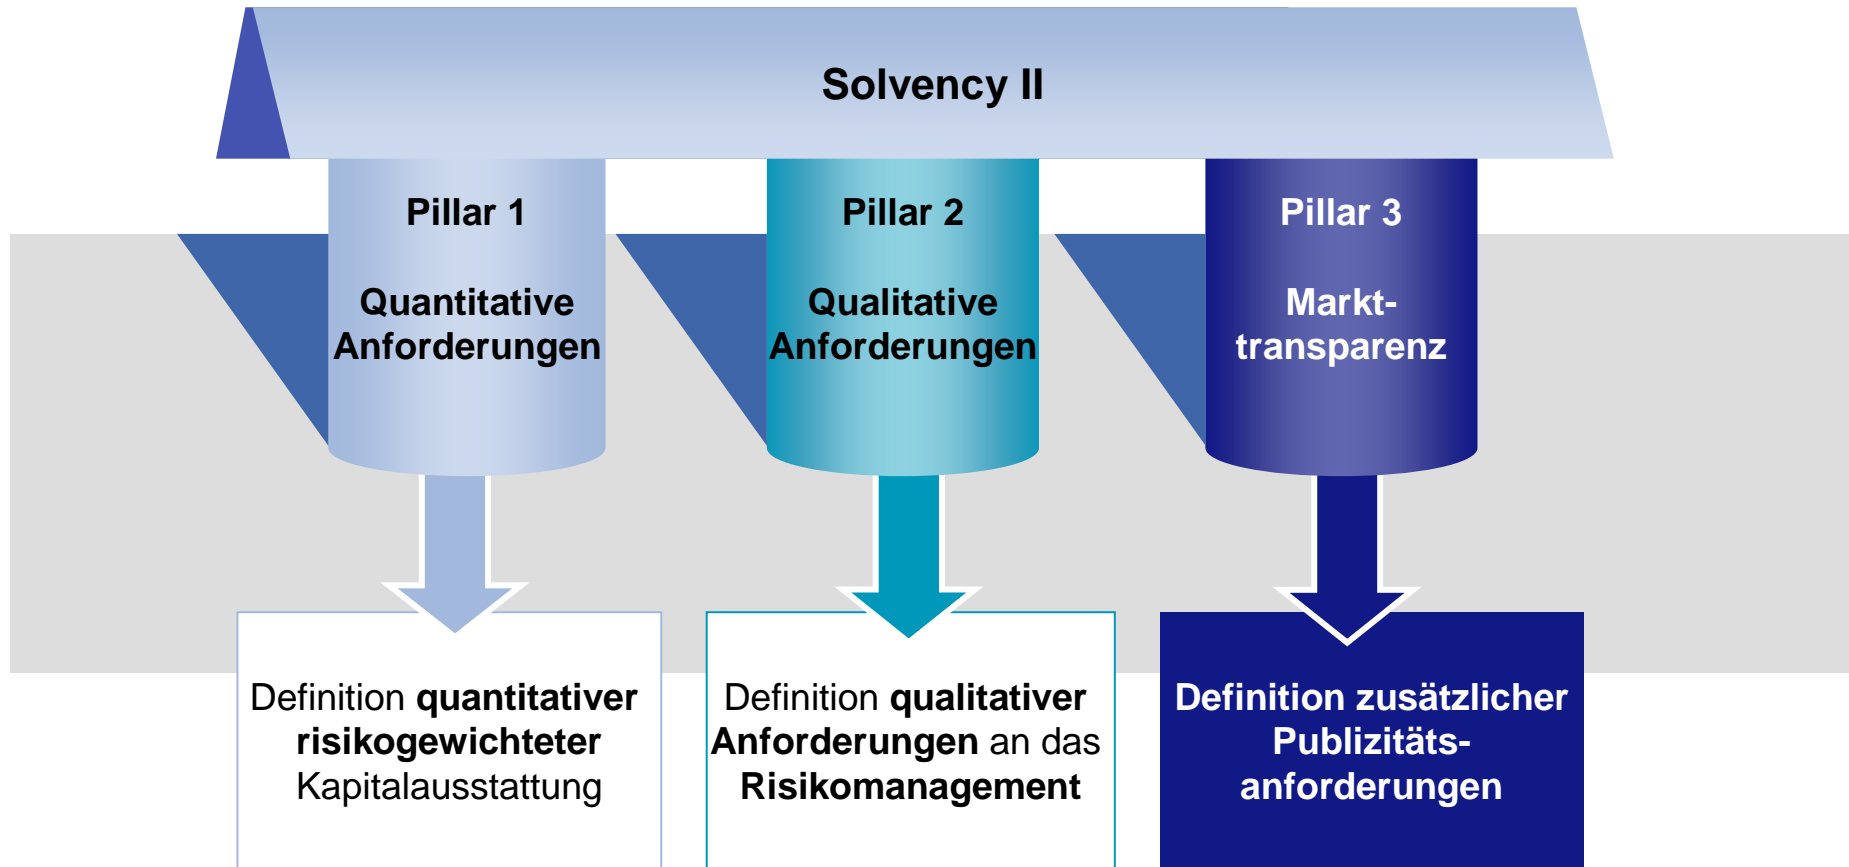 Solvency II
Pillar 1
Quantitative
Anforderungen
Pillar 2
Qualitative
Anforderungen
Pillar 3
Markt-
transparenz
Definition quantitativer
risikogewichteter
Kapitalausstattung
Definition qualitativer
Anforderungen an das
Risikomanagement
Definition zusätzlicher
Publizitäts-
anforderungen